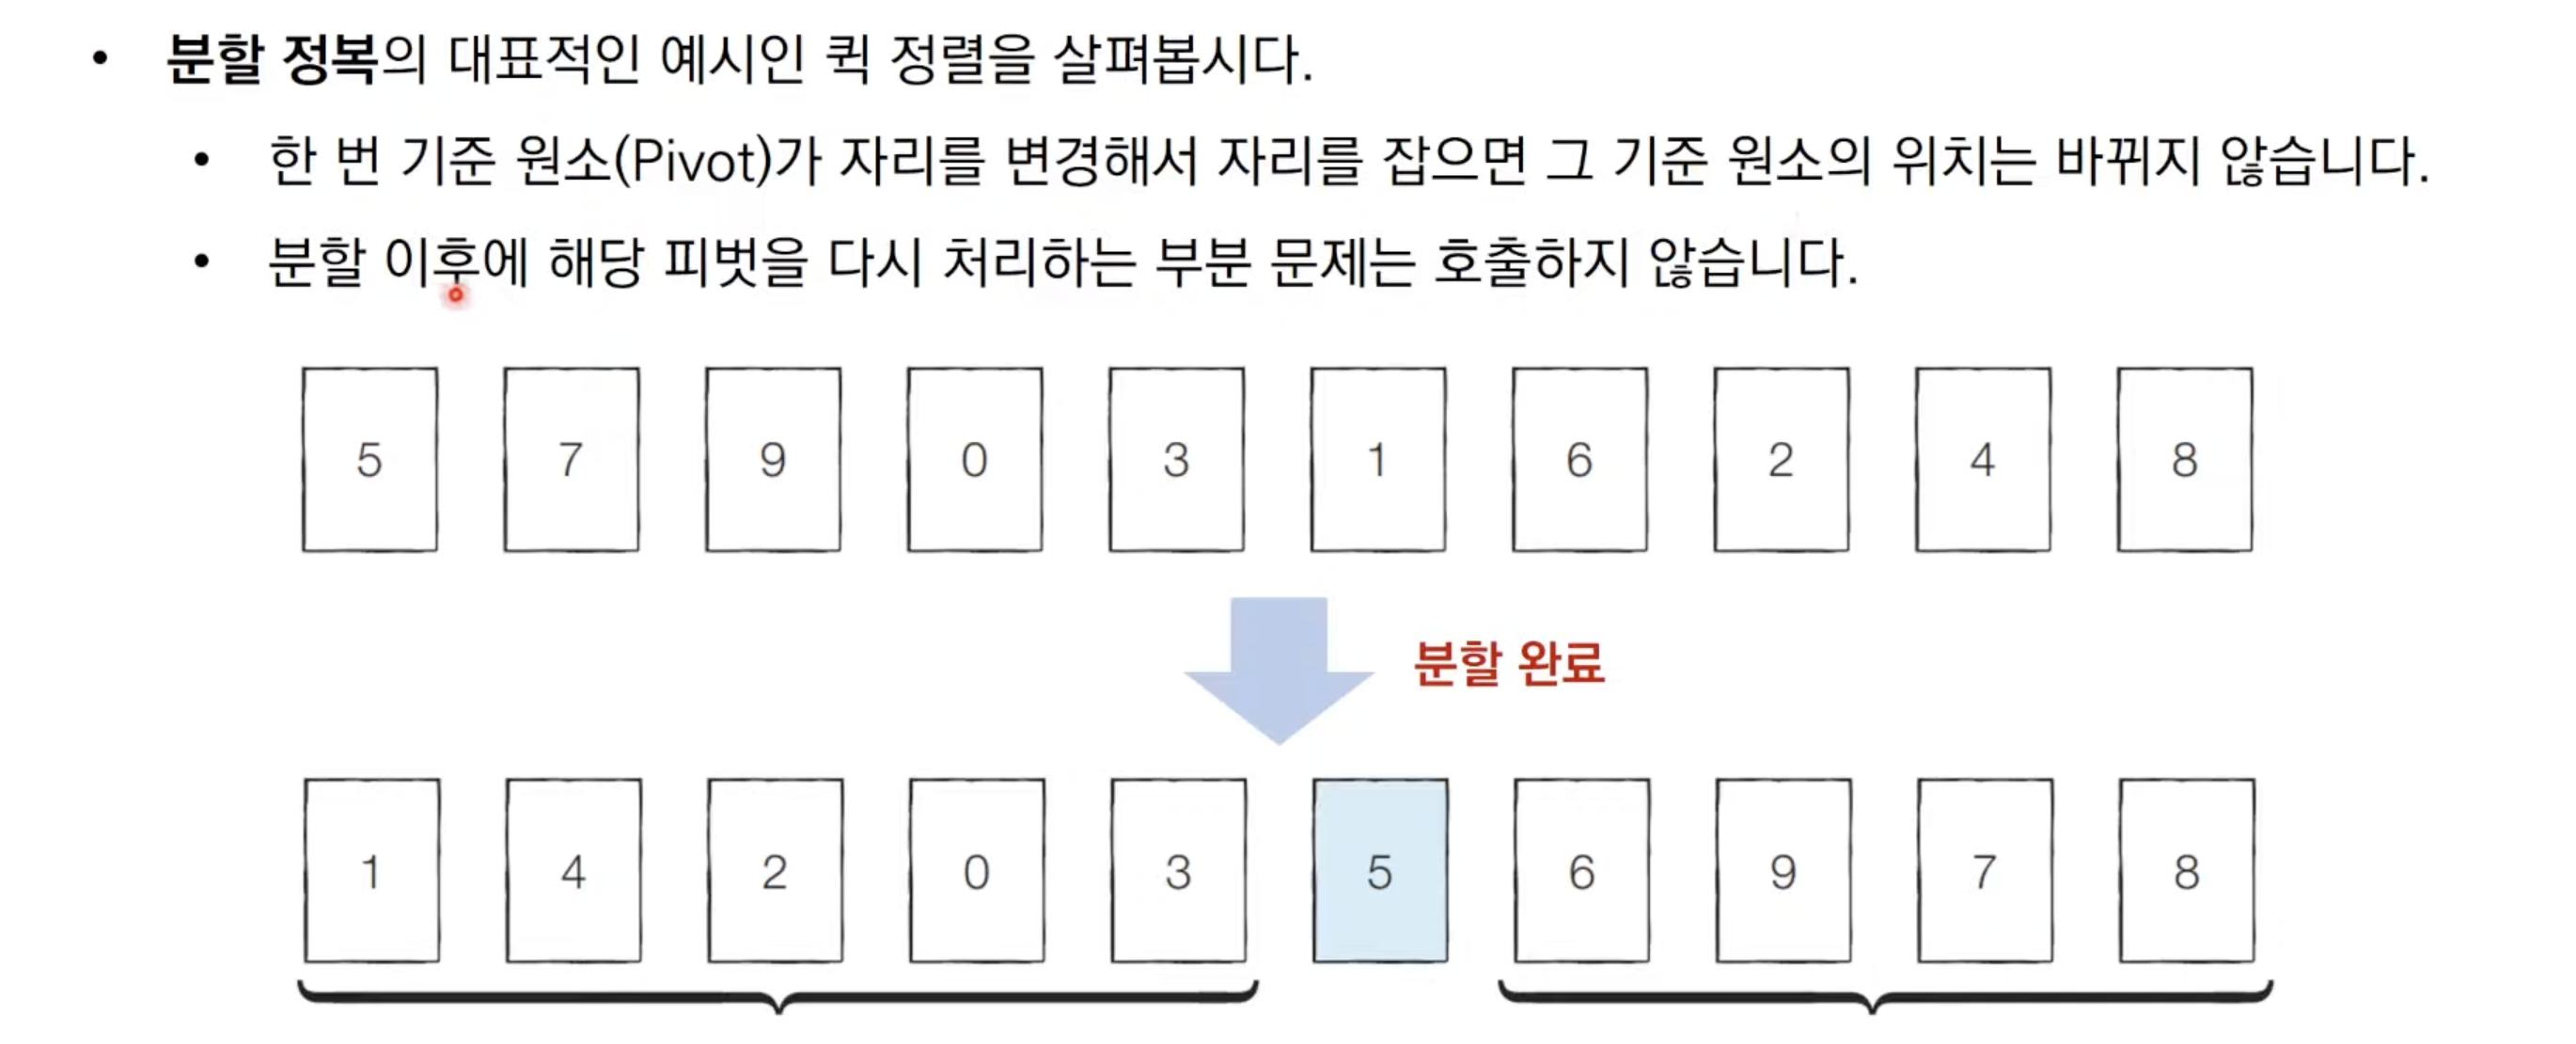 • 분할 정복의 대표적인 예시인 퀵 정렬을 살펴봅시다.
• 한 번 기준 원소(Pivot)가 자리를 변경해서 자리를 잡으면 그 기준 원소의 위치는 바뀌지 않습니다.
• 분할 이후에 해당 피벗을 다시 처리하는 부분 문제는 호출하지 않습니다.
5 7 9 0 3 1 6 2 4 8
분할 완료
1 4 2 0 3 5 6 9 7 8